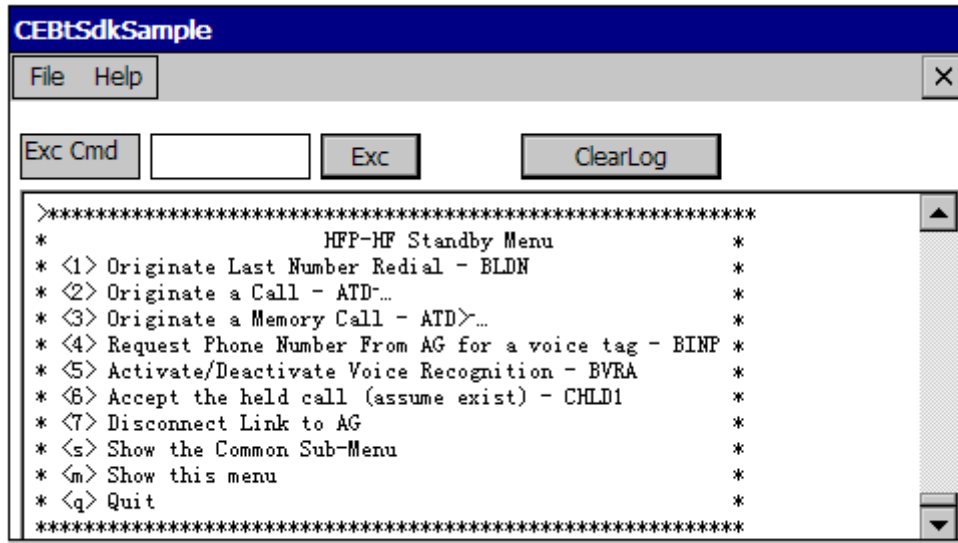 CEBtSdkSample
File Help
Exc Cmd Exc ClearLog
>***********************************************************
* HFP-HF Standby Menu *
* <1> Originate Last Number Redial - BLDN *
* <2> Originate a Call - ATD-… *
* <3> Originate a Memory Call - ATD>-… *
* <4> Request Phone Number From AG for a voice tag - BINP *
* <5> Activate/Deactivate Voice Recognition - BVRA *
* <6> Accept the held call (assume exist) - CHLD1 *
* <7> Disconnect Link to AG *
* <s> Show the Common Sub-Menu *
* <m> Show this menu *
* <q> Quit *
***********************************************************